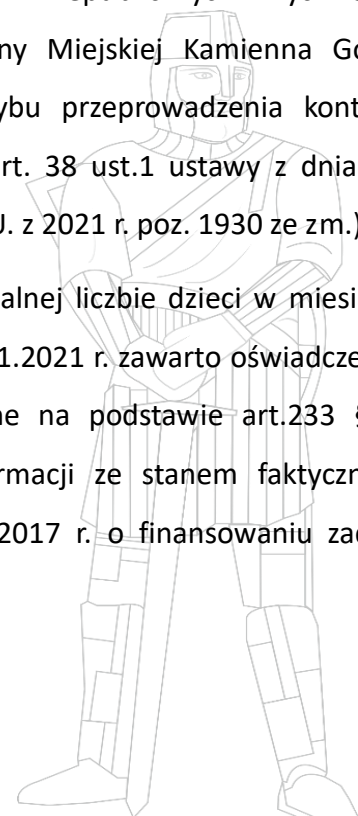 ny Miejskiej Kamienna Go
ybu przeprowadzenia kont
rt. 38 ust.1 ustawy z dnia
J. z 2021 r. poz. 1930 ze zm.)
alnej liczbie dzieci w miesi
1.2021 r. zawarto oświadcze
ne na podstawie art.233 §
rmacji ze stanem faktyczn
2017 r. o finansowaniu zad